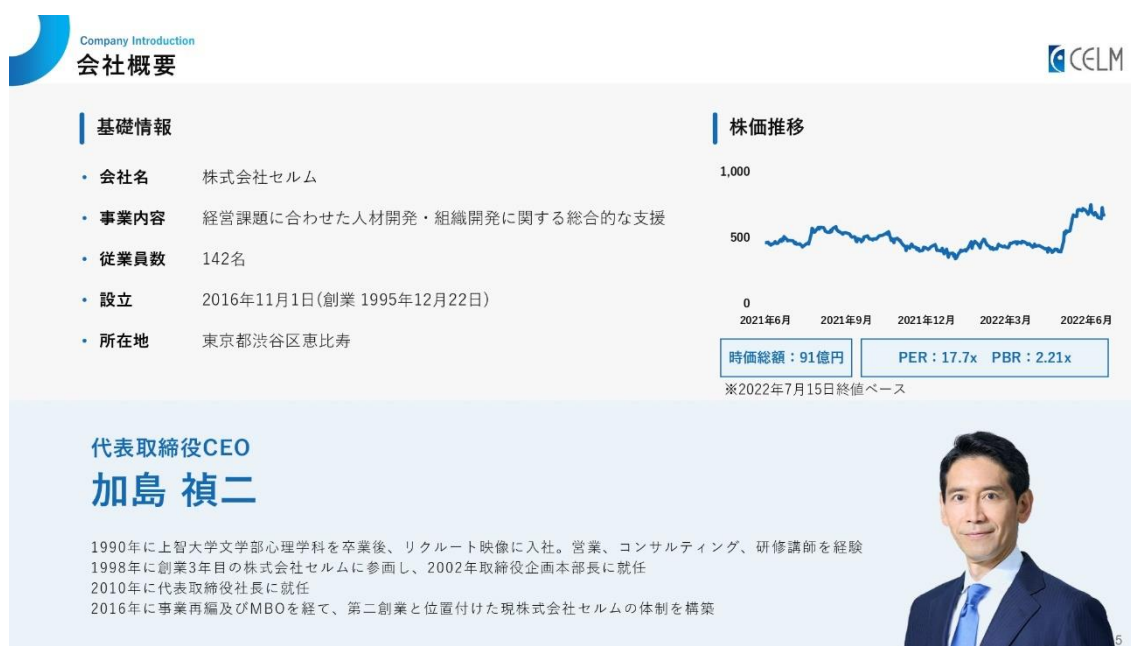 Company Introduction
会社概要
CELM
基礎情報
• 会社名 株式会社セルム
• 事業内容 経営課題に合わせた人材開発・組織開発に関する総合的な支援
• 従業員数 142名
• 設立 2016年11月1日(創業 1995年12月22日)
• 所在地 東京都渋谷区恵比寿
株価推移
1,000
500
0
2021年6月 2021年9月 2021年12月 2022年3月 2022年6月
時価総額：91億円 PER：17.7x PBR：2.21x
※2022年7月15日終値ベース
代表取締役CEO
加島 禎二
1990年に上智大学文学部心理学科を卒業後、リクルート映像に入社。営業、コンサルティング、研修講師を経験
1998年に創業3年目の株式会社セルムに参画し、2002年取締役企画本部長に就任
2010年に代表取締役社長に就任
2016年に事業再編及びMBOを経て、第二創業と位置付けた現株式会社セルムの体制を構築
5